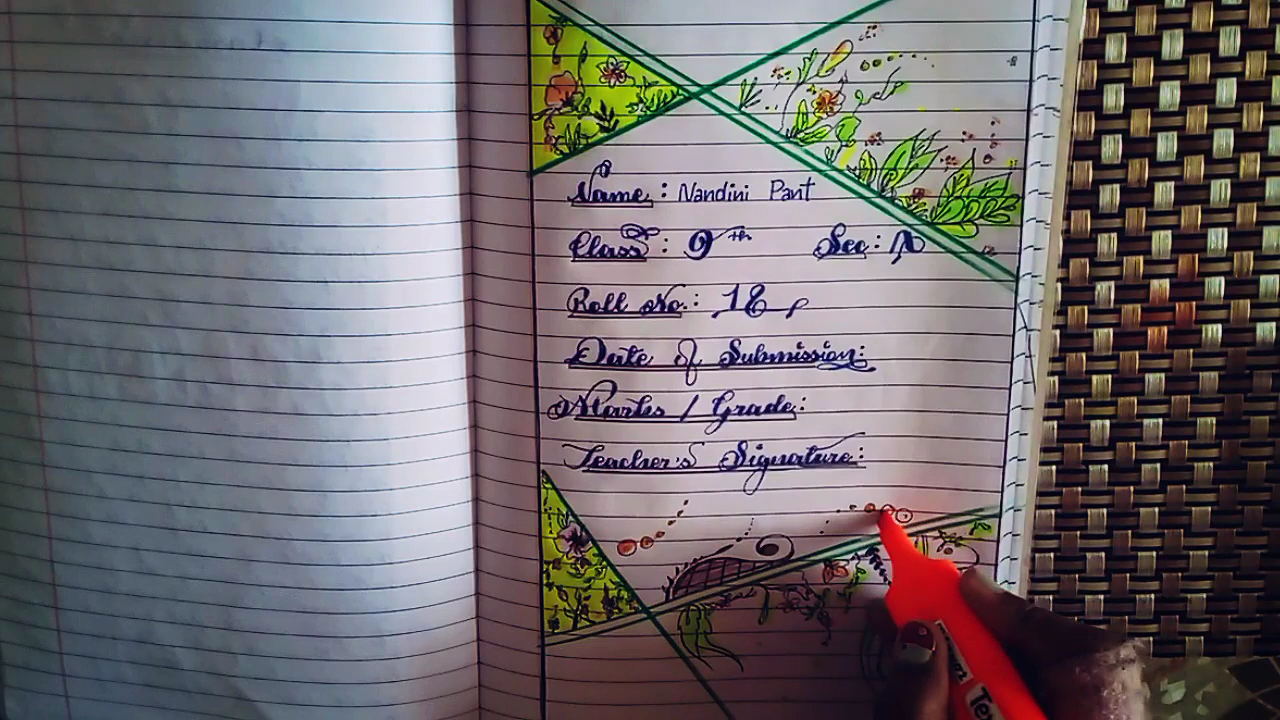 Name : Nandini Pant
Class : 9th Sec : A
Roll No. : 18
Date of Submission:
Marks / Grade:
Teacher's Signature: